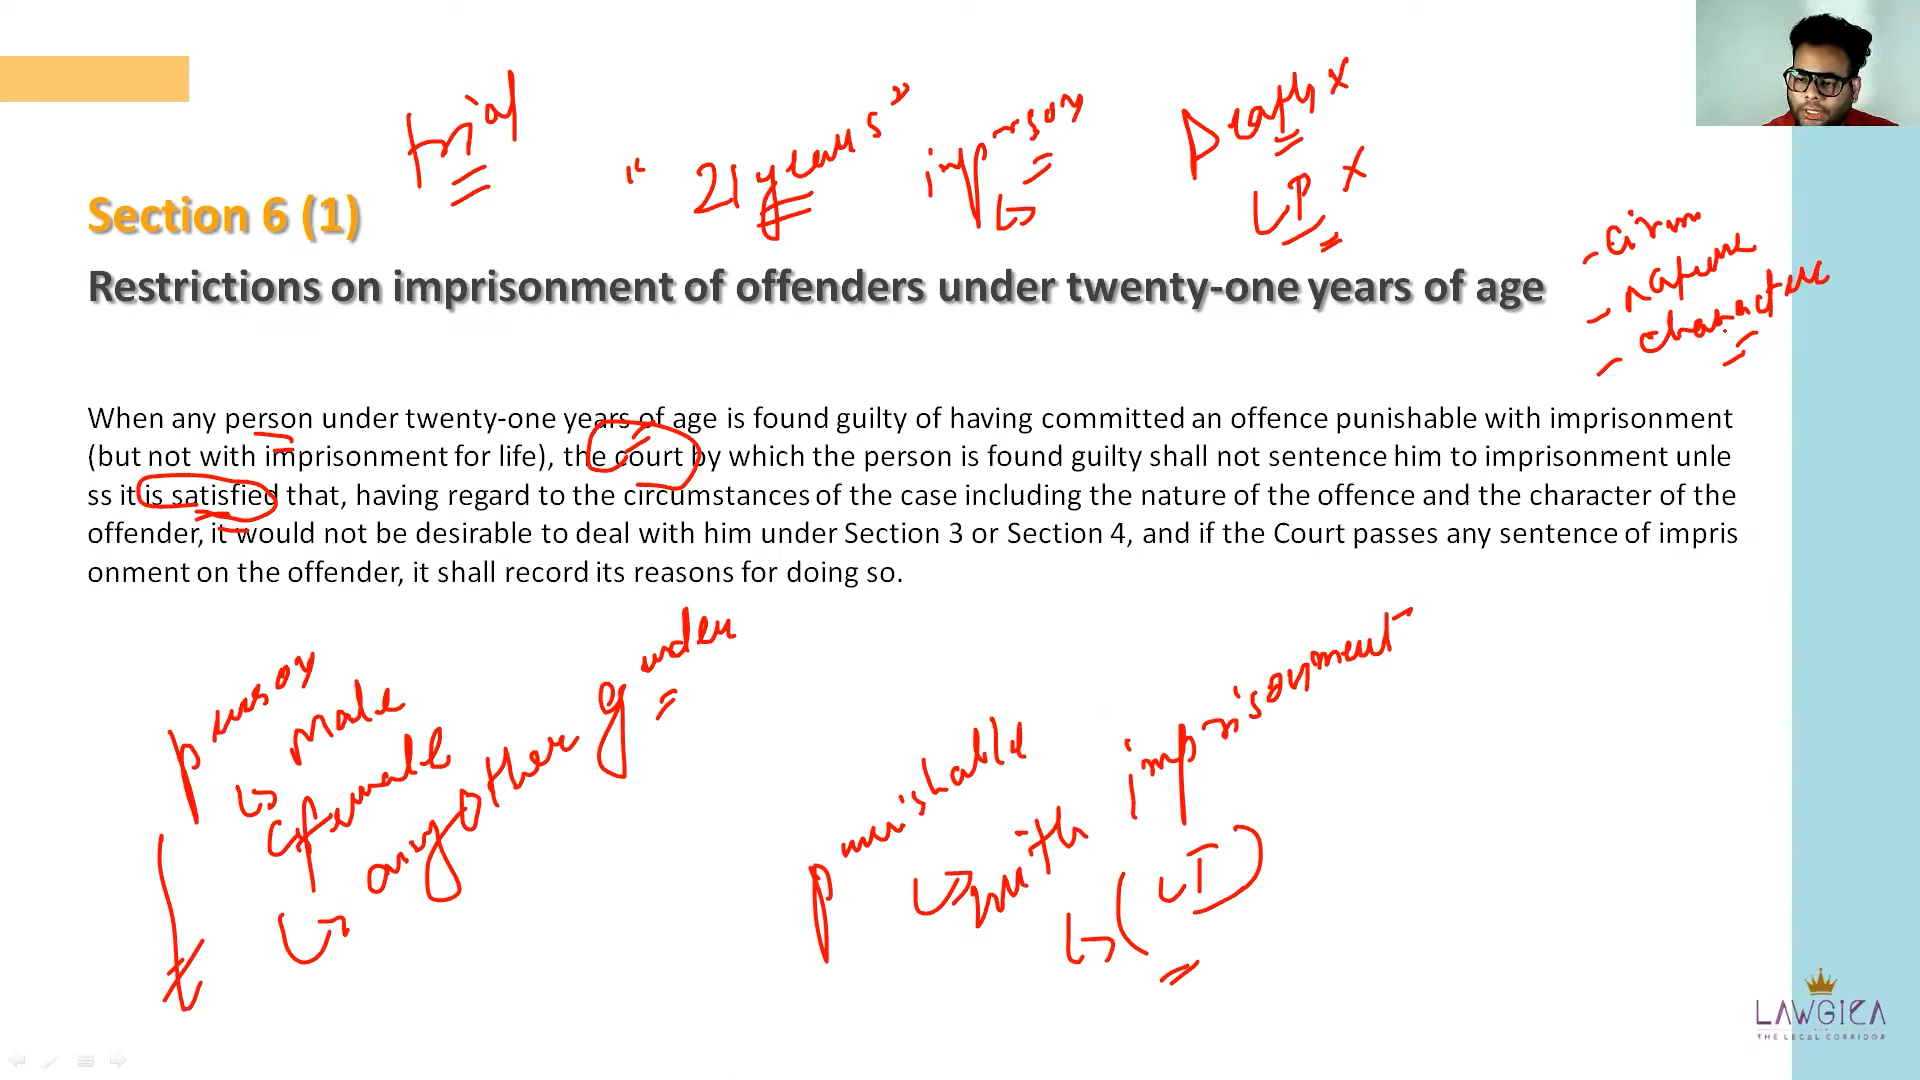 trial
" 21 years "
imprison
Death x
LP x
Section 6 (1)
- Cirm
- nature
- character
Restrictions on imprisonment of offenders under twenty-one years of age
When any person under twenty-one years of age is found guilty of having committed an offence punishable with imprisonment
(but not with imprisonment for life), the court by which the person is found guilty shall not sentence him to imprisonment unle
ss it is satisfied that, having regard to the circumstances of the case including the nature of the offence and the character of the
offender, it would not be desirable to deal with him under Section 3 or Section 4, and if the Court passes any sentence of impris
onment on the offender, it shall record its reasons for doing so.
person
male
female
any other gender
punishable
with imprisonment
(LI)
LAWGICA
THE LEGAL CORRIDOR